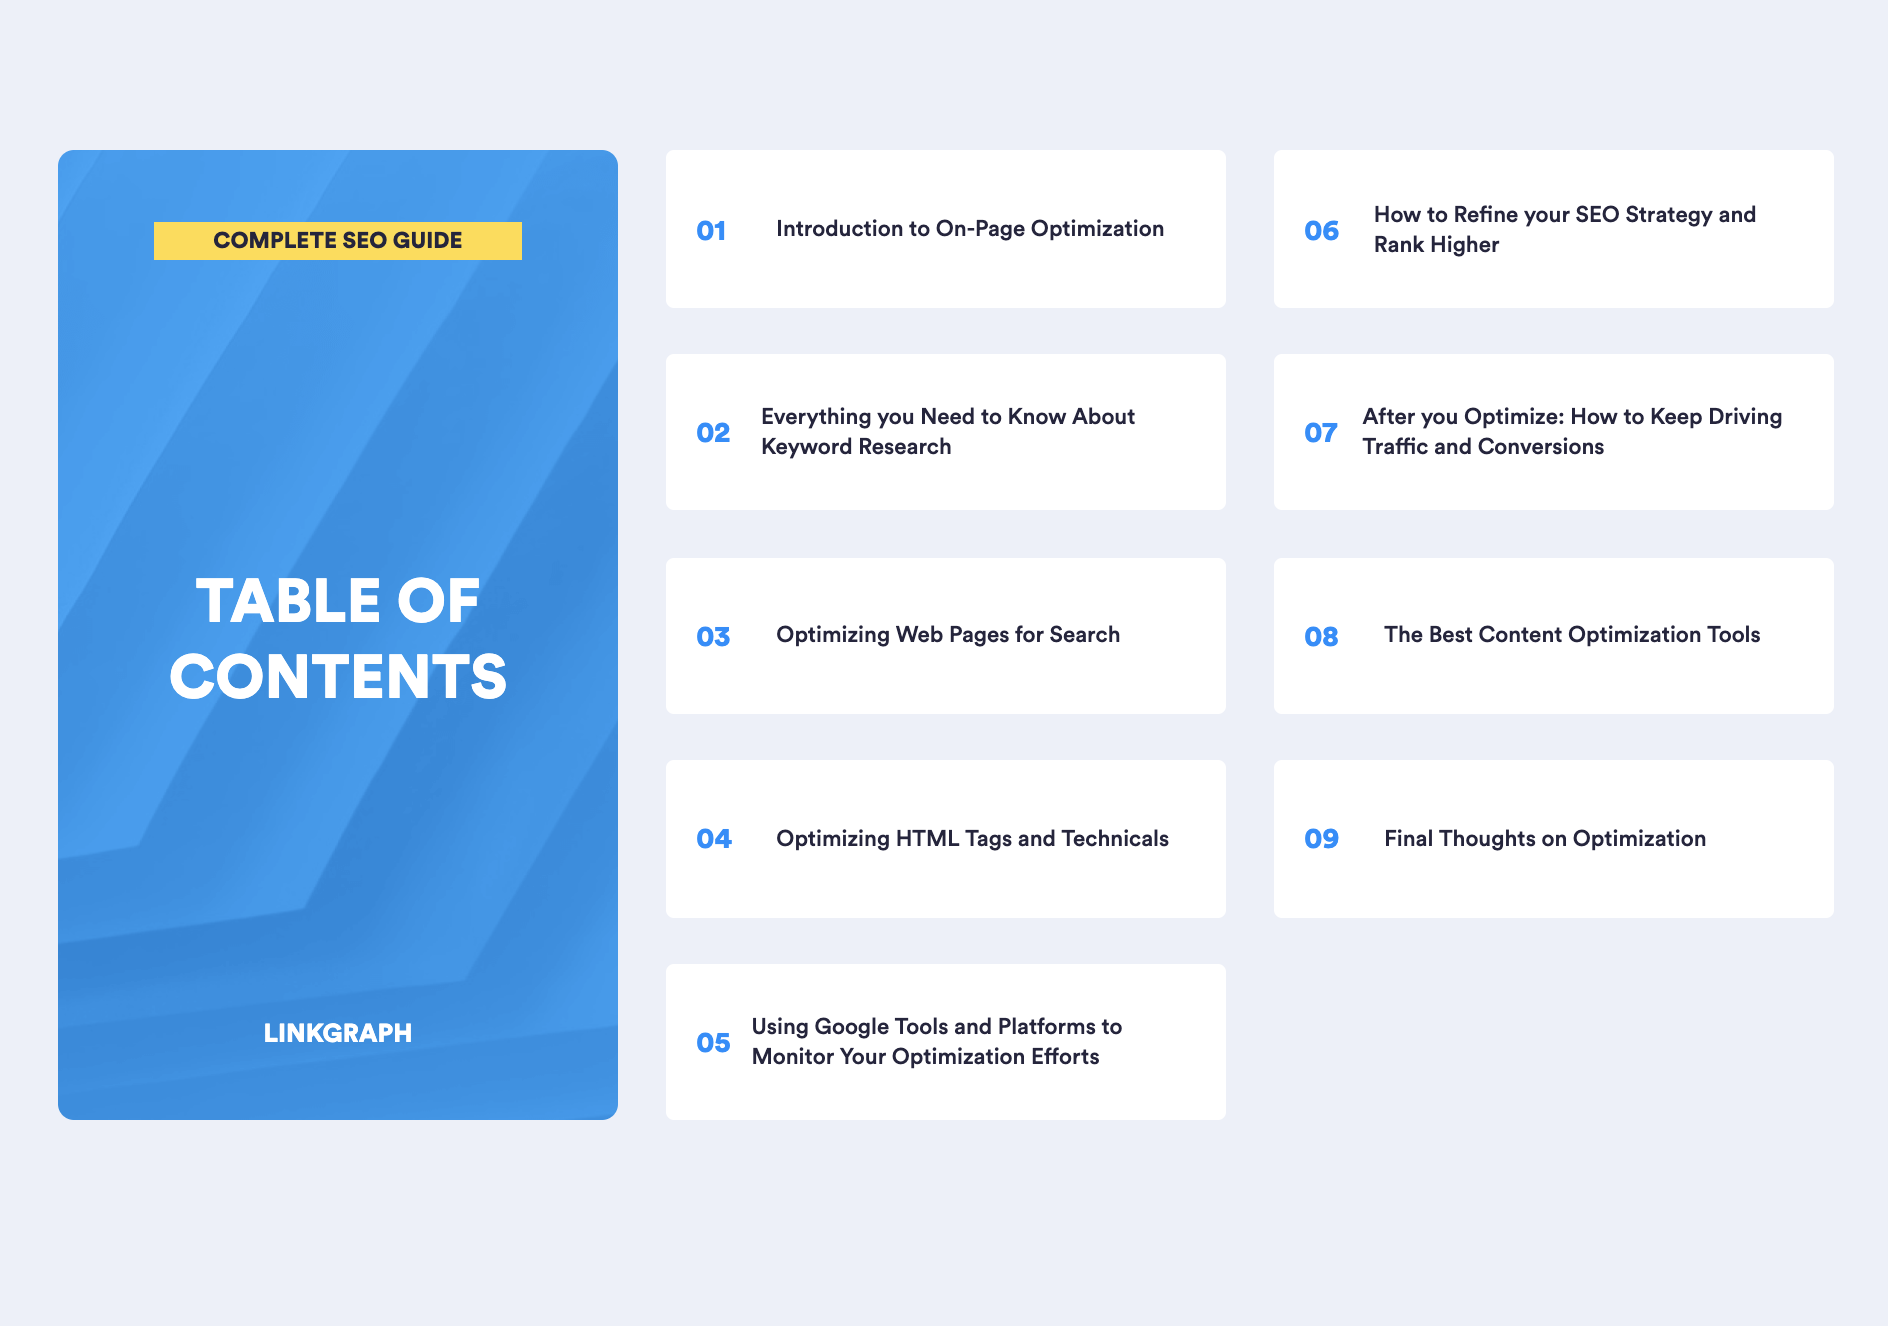 COMPLETE SEO GUIDE
TABLE OF
CONTENTS
LINKGRAPH
01
Introduction to On-Page Optimization
02
Everything you Need to Know About
Keyword Research
03
Optimizing Web Pages for Search
04
Optimizing HTML Tags and Technicals
05
Using Google Tools and Platforms to
Monitor Your Optimization Efforts
06
How to Refine your SEO Strategy and
Rank Higher
07
After you Optimize: How to Keep Driving
Traffic and Conversions
08
The Best Content Optimization Tools
09
Final Thoughts on Optimization